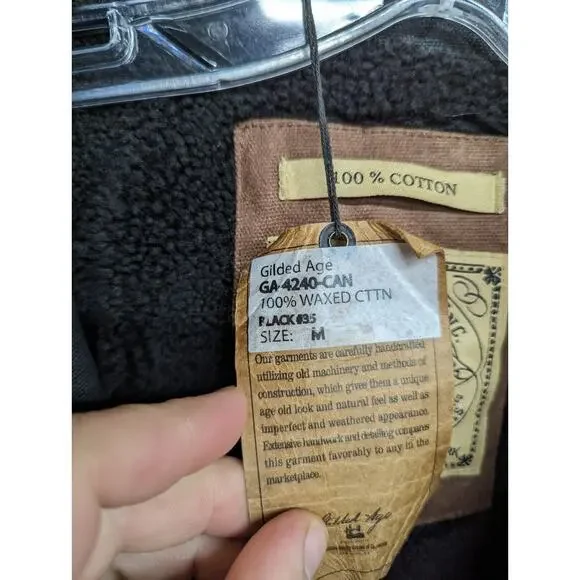 100 % COTTON
Gilded Age
GA-4240-CAN
100% WAXED CTTN
BLACK #35
SIZE: M
Our garments are carefully handcrafted
utilizing old machinery and methods of
construction, which gives them a unique
age old look and natural feel as well as
imperfect and weathered appearance.
Extensive handwork and detailing compares
this garment favorably to any in the
marketplace.
Gilded Age